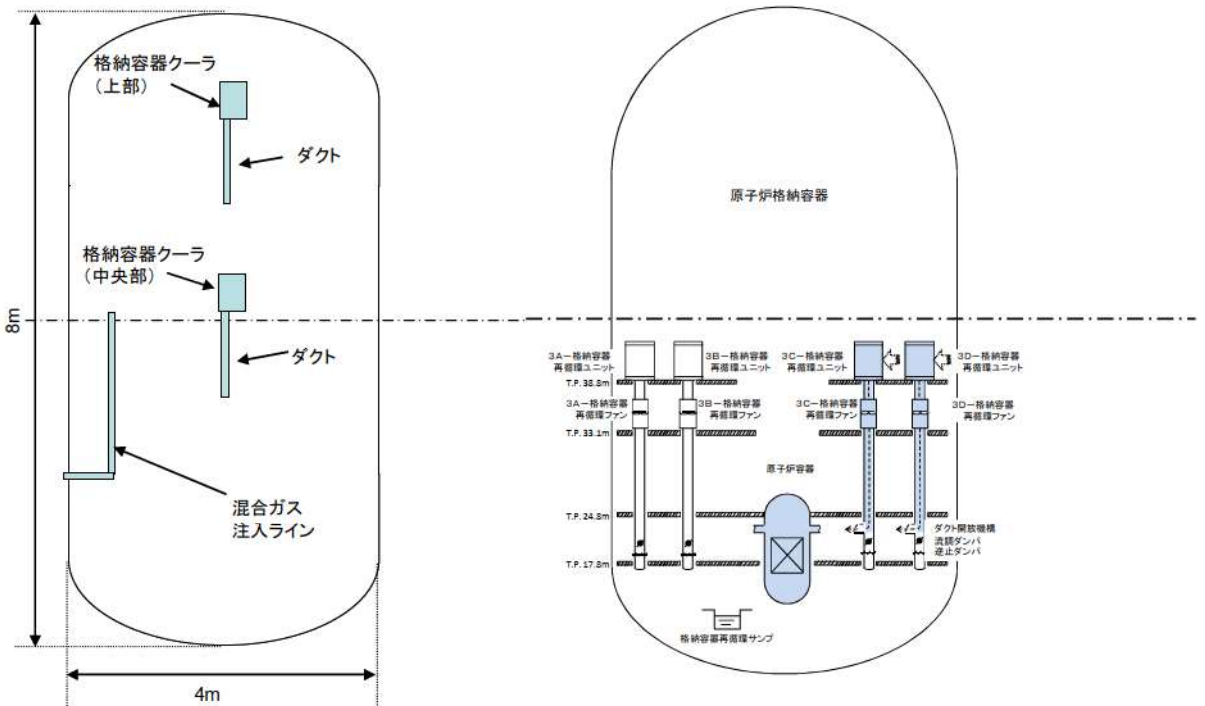 格納容器クーラ
(上部)
ダクト
格納容器クーラ
(中央部)
ダクト
混合ガス
注入ライン
8m
4m
原子炉格納容器
3A-格納容器
再循環ユニット
3B-格納容器
再循環ユニット
3C-格納容器
再循環ユニット
3D-格納容器
再循環ユニット
T.P. 38.8m
3A-格納容器
再循環ファン
3B-格納容器
再循環ファン
3C-格納容器
再循環ファン
3D-格納容器
再循環ファン
T.P. 33.1m
原子炉容器
T.P. 24.8m
ダクト開放機構
流調ダンパ
逆止ダンパ
T.P. 17.8m
格納容器再循環サンプ